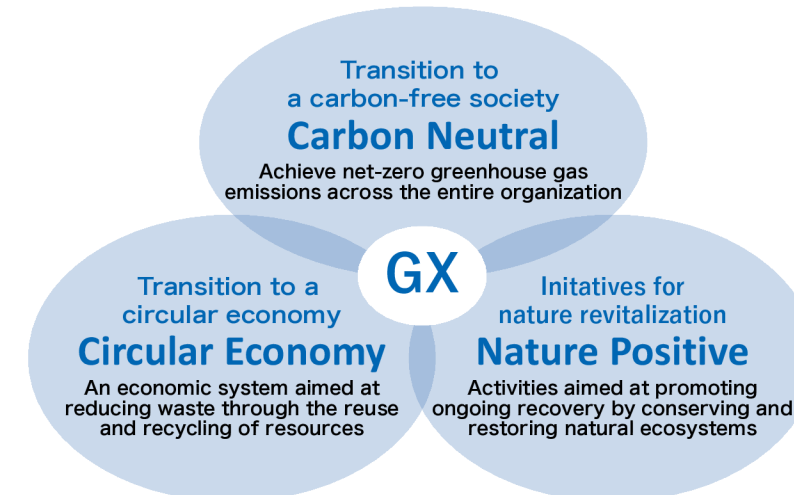 Transition to
a carbon-free society
Carbon Neutral
Achieve net-zero greenhouse gas
emissions across the entire organization
GX
Transition to a
circular economy
Circular Economy
An economic system aimed at
reducing waste through the reuse
and recycling of resources
Initatives for
nature revitalization
Nature Positive
Activities aimed at promoting
ongoing recovery by conserving and
restoring natural ecosystems